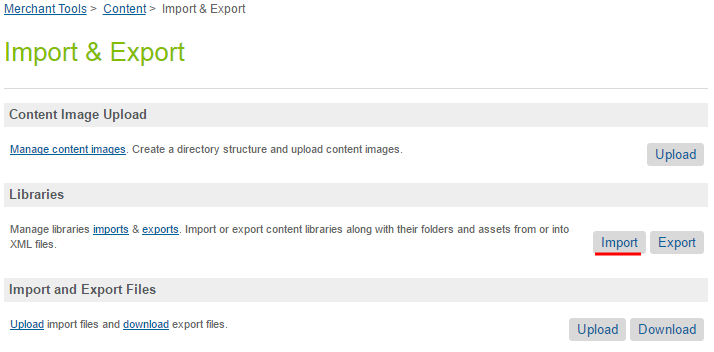 Merchant Tools > Content > Import & Export
Import & Export
Content Image Upload
Manage content images. Create a directory structure and upload content images.
Upload
Libraries
Manage libraries imports & exports. Import or export content libraries along with their folders and assets from or into
XML files.
Import Export
Import and Export Files
Upload import files and download export files.
Upload Download